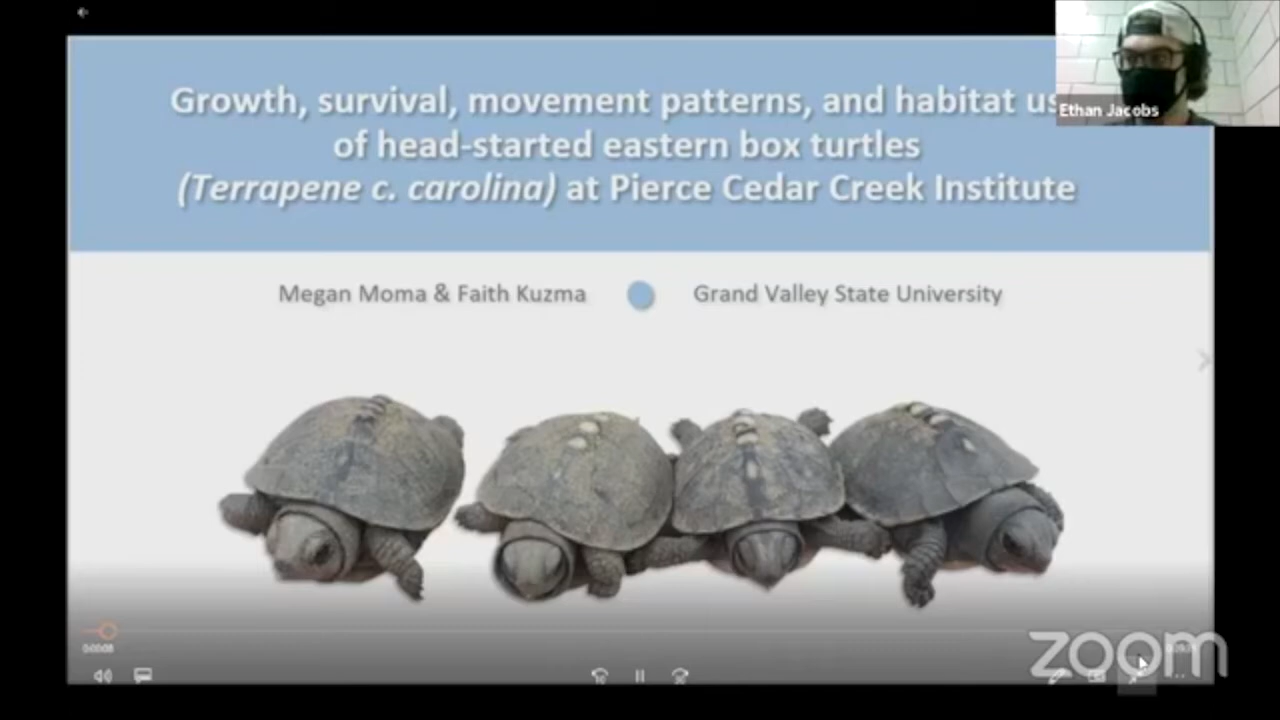 Growth, survival, movement patterns, and habitat us
of head-started eastern box turtles
(Terrapene c. carolina) at Pierce Cedar Creek Institute
Ethan Jacobs
Megan Moma & Faith Kuzma
Grand Valley State University
zoom